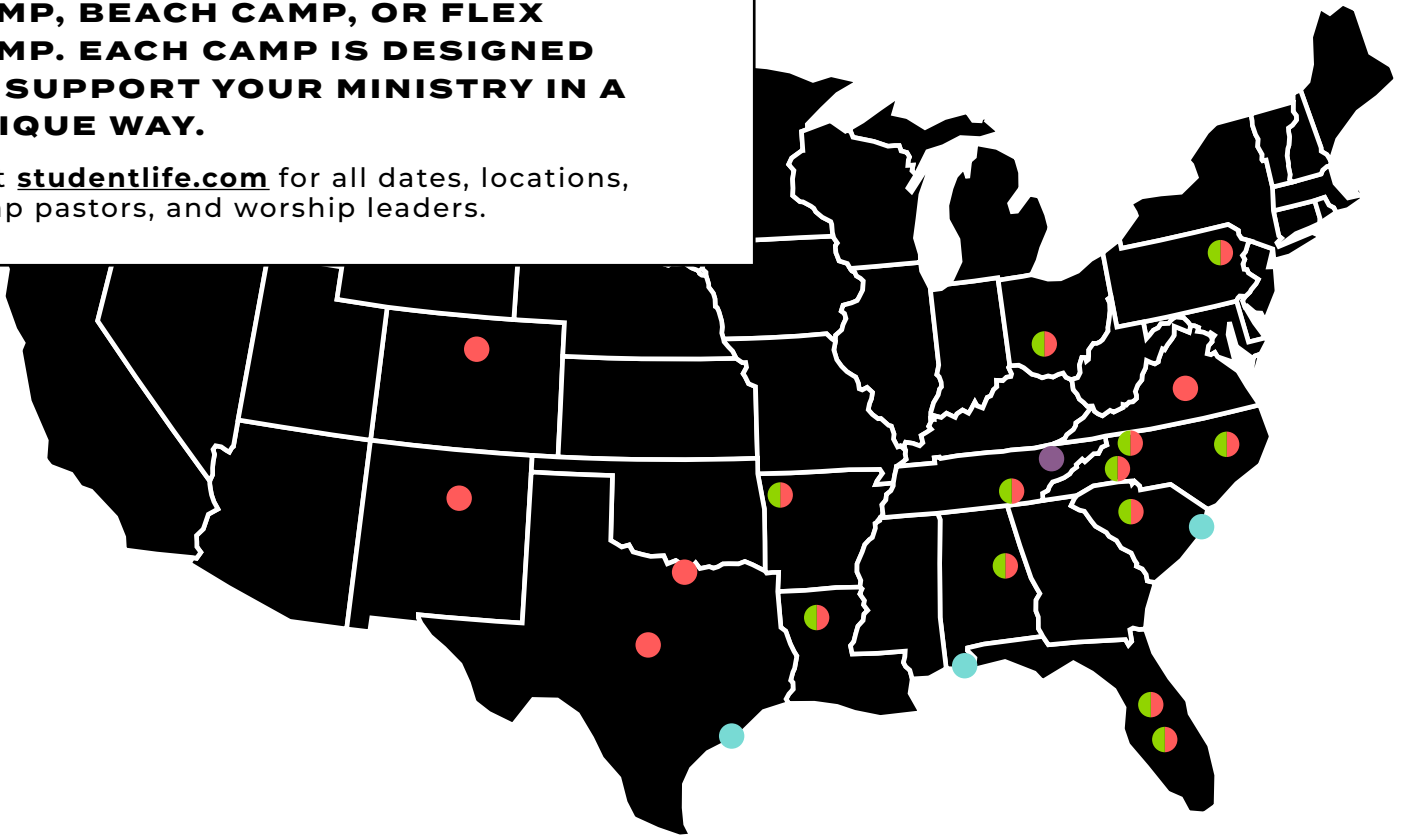 MP, BEACH CAMP, OR FLEX
MP. EACH CAMP IS DESIGNED
SUPPORT YOUR MINISTRY IN A
IQUE WAY.
t studentlife.com for all dates, locations,
p pastors, and worship leaders.